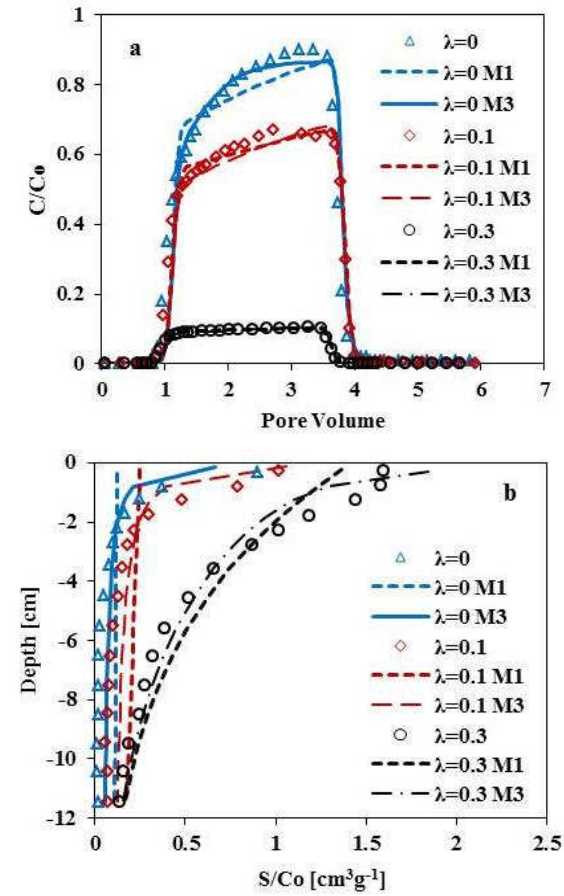 a
1
0.8
0.6
0.4
0.2
0
C/Co
0 1 2 3 4 5 6 7
Pore Volume
λ=0
λ=0 M1
λ=0 M3
λ=0.1
λ=0.1 M1
λ=0.1 M3
λ=0.3
λ=0.3 M1
λ=0.3 M3
b
0
-2
-4
-6
-8
-10
-12
Depth [cm]
0 0.5 1 1.5 2 2.5
S/Co [cm³g⁻¹]
λ=0
λ=0 M1
λ=0 M3
λ=0.1
λ=0.1 M1
λ=0.1 M3
λ=0.3
λ=0.3 M1
λ=0.3 M3